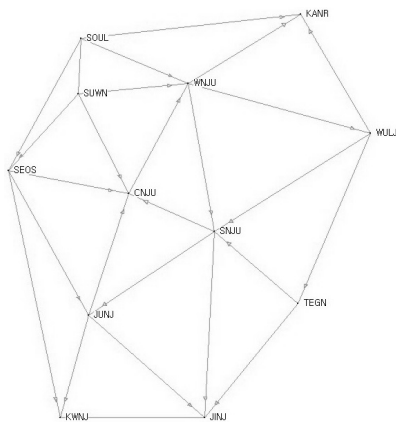 KANR
SOUL
WNJU
SUWN
WULJ
SEOS
CNJU
SNJU
TEGN
JUNJ
KWNJ
JINJ